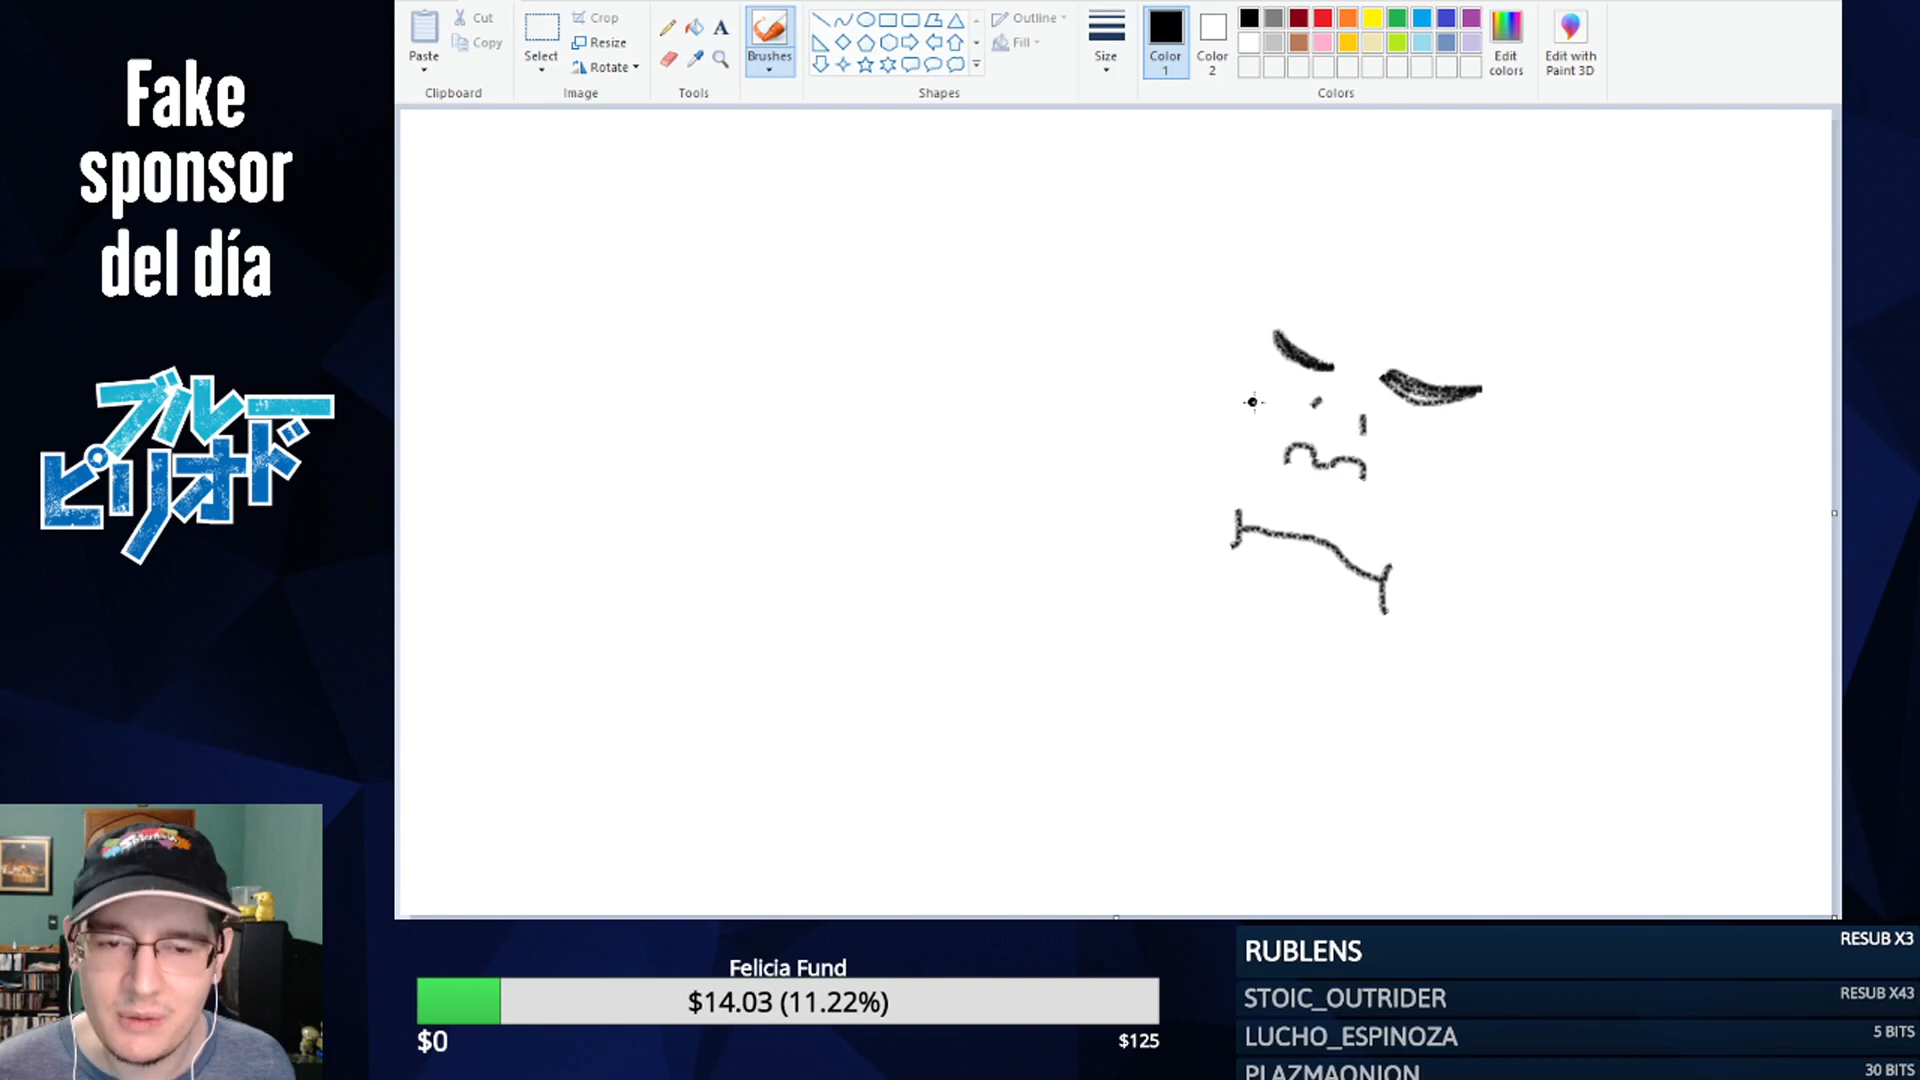 Fake
sponsor
del día
ブルー
ピリオド
Paste
Cut
Copy
Clipboard
Select
Crop
Resize
Rotate
Image
Tools
Brushes
Shapes
Outline
Fill
Size
Color
1
Color
2
Colors
Edit
colors
Edit with
Paint 3D
Felicia Fund
$14.03 (11.22%)
$0
$125
RUBLENS
RESUB X3
STOIC_OUTRIDER
RESUB X43
LUCHO_ESPINOZA
5 BITS
PLAZMAONION
30 BITS